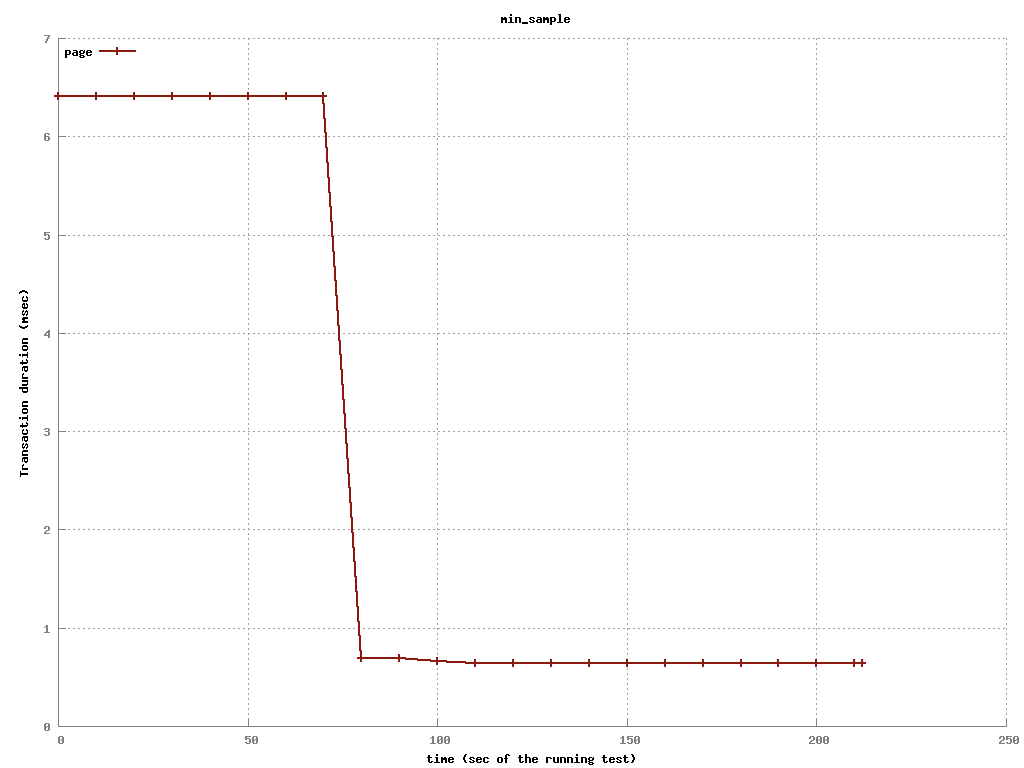 min_sample
7
page
6
5
4
3
2
1
0
Transaction duration (msec)
0 50 100 150 200 250
time (sec of the running test)